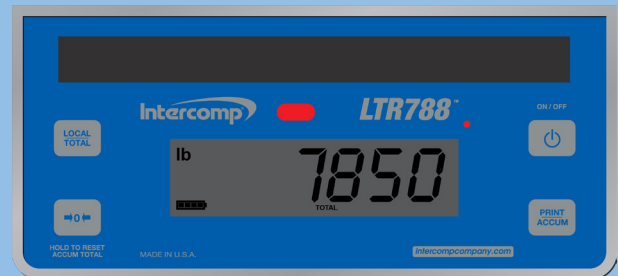 Intercomp®
LTR788™
ON / OFF
LOCAL
TOTAL
lb
7850
TOTAL
➡0⬅
PRINT
ACCUM
HOLD TO RESET
ACCUM TOTAL
MADE IN U.S.A.
intercompcompany.com